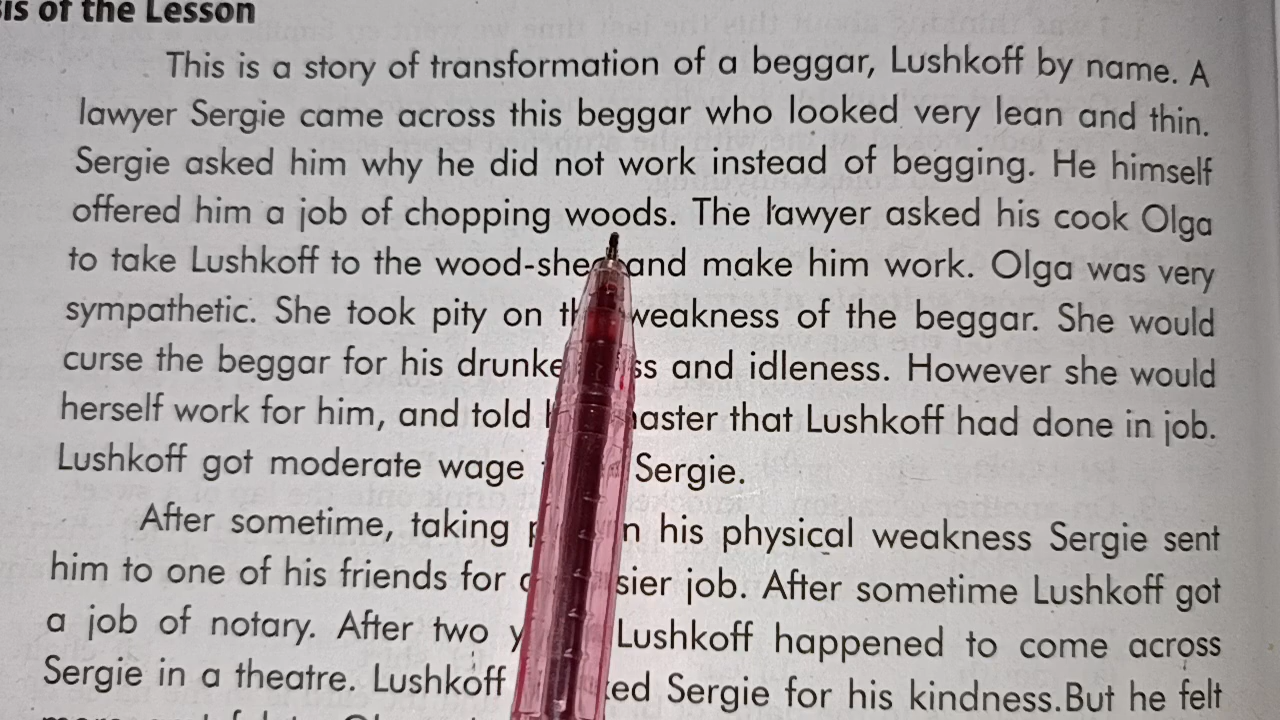 is of the Lesson
This is a story of transformation of a beggar, Lushkoff by name. A
lawyer Sergie came across this beggar who looked very lean and thin.
Sergie asked him why he did not work instead of begging. He himself
offered him a job of chopping woods. The lawyer asked his cook Olga
to take Lushkoff to the wood-shed and make him work. Olga was very
sympathetic. She took pity on the weakness of the beggar. She would
curse the beggar for his drunkenness and idleness. However she would
herself work for him, and told master that Lushkoff had done in job.
Lushkoff got moderate wage Sergie.
After sometime, taking his physical weakness Sergie sent
him to one of his friends for job. After sometime Lushkoff got
a job of notary. After two Lushkoff happened to come across
Sergie in a theatre. Lushkoff Sergie for his kindness.But he felt